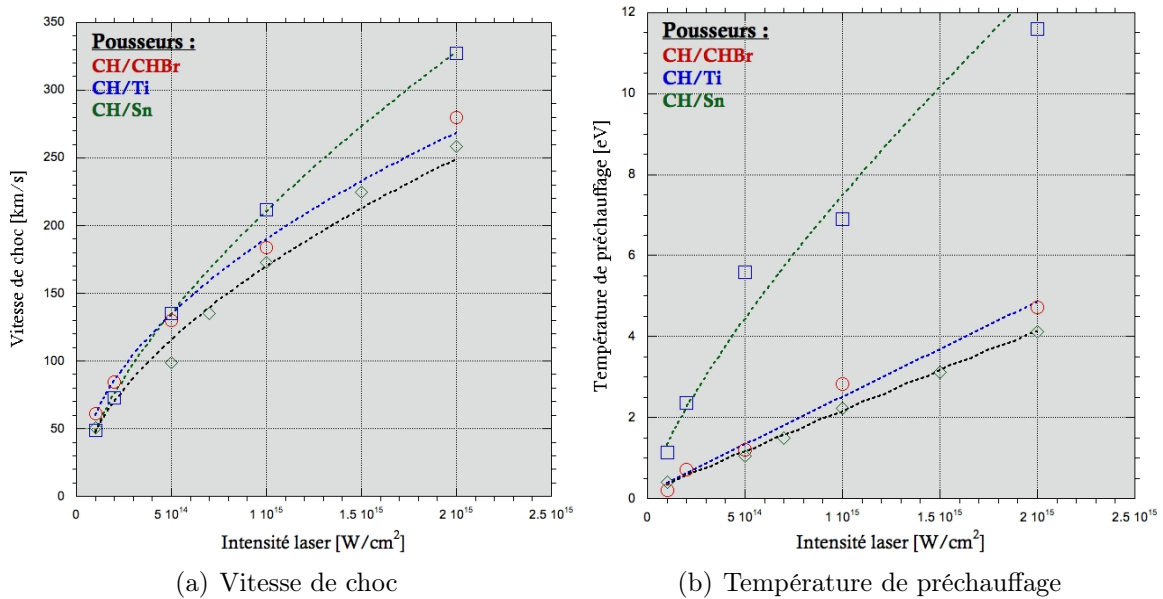 350
300
250
200
150
100
50
0
Vitesse de choc [km/s]
Pousseurs :
CH/CHBr
CH/Ti
CH/Sn
0
5 10^14
1 10^15
1.5 10^15
2 10^15
2.5 10^15
Intensité laser [W/cm^2]
(a) Vitesse de choc
12
10
8
6
4
2
0
Température de préchauffage [eV]
Pousseurs :
CH/CHBr
CH/Ti
CH/Sn
0
5 10^14
1 10^15
1.5 10^15
2 10^15
2.5 10^15
Intensité laser [W/cm^2]
(b) Température de préchauffage